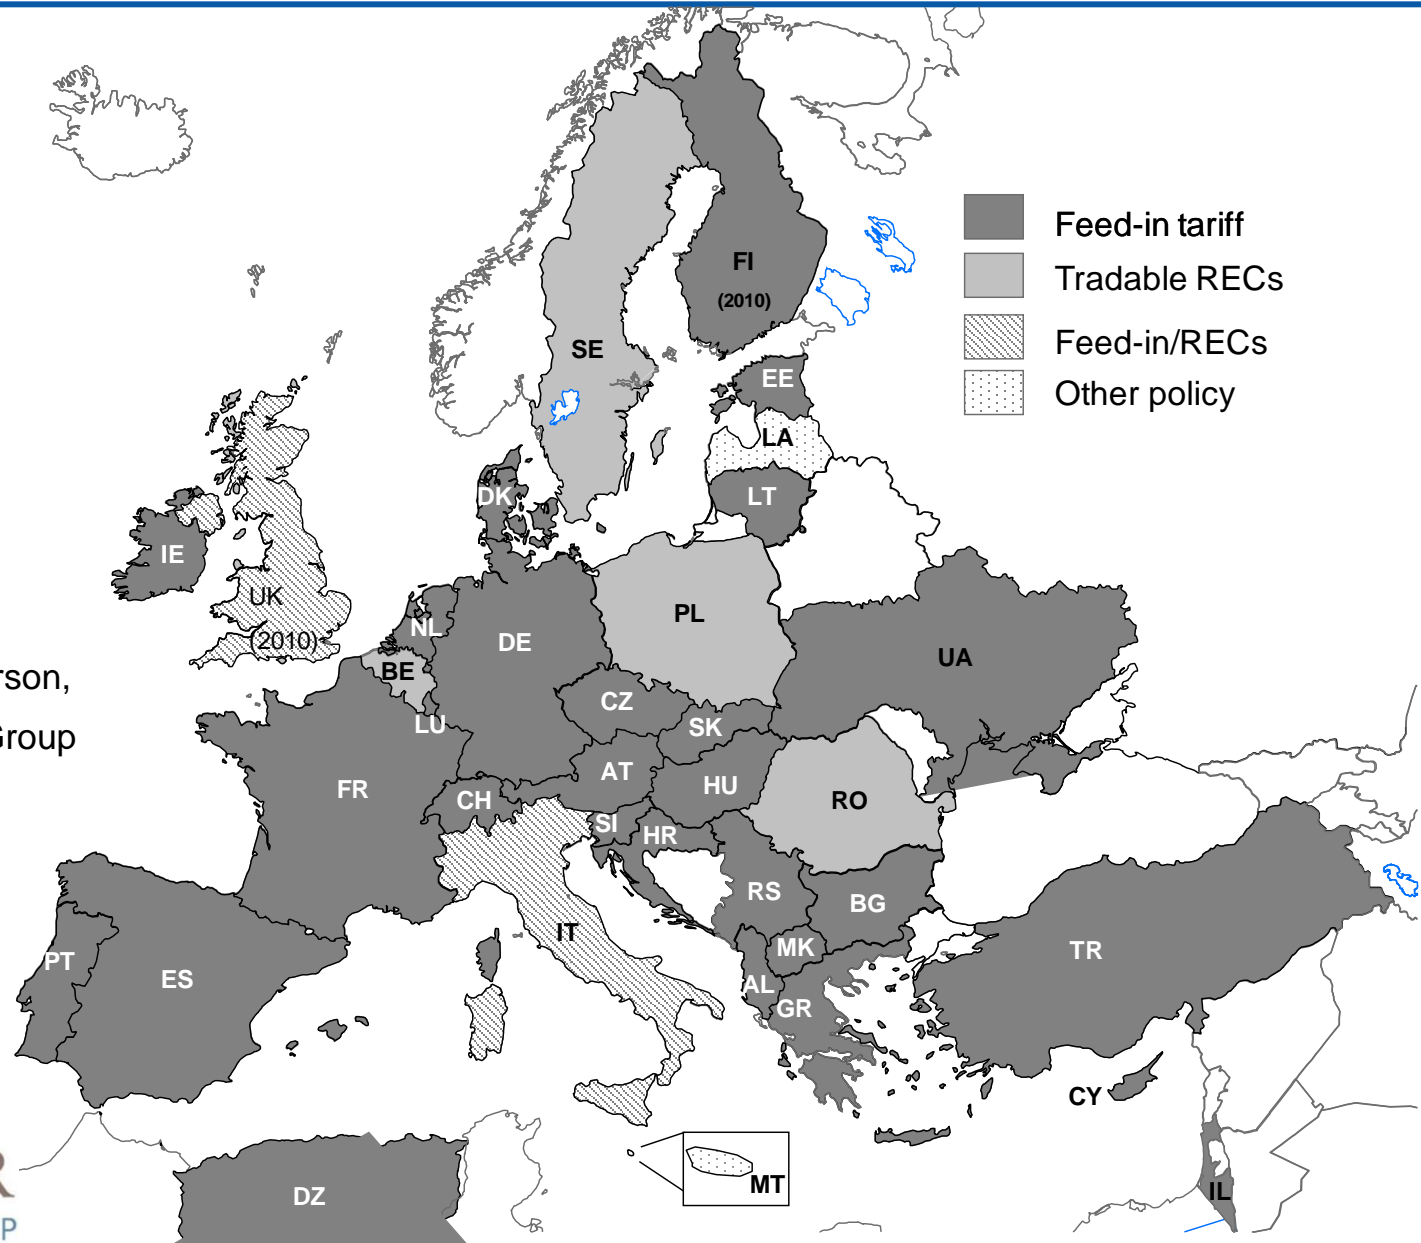 Feed-in tariff
FI
Tradable RECs
(2010)
Feed-in/RECs
SE
EE
Other policy
LA
DK
LT
IE
UK
PL
NL
DE
(2010)
UA
BE
rson,
CZ
LU
SK
Group
AT
HU
FR
CH
RO
SI
HR
RS
BG
IT
MK
TR
PT
ES
AL
GR
CY
MT
DZ
IL
R
P